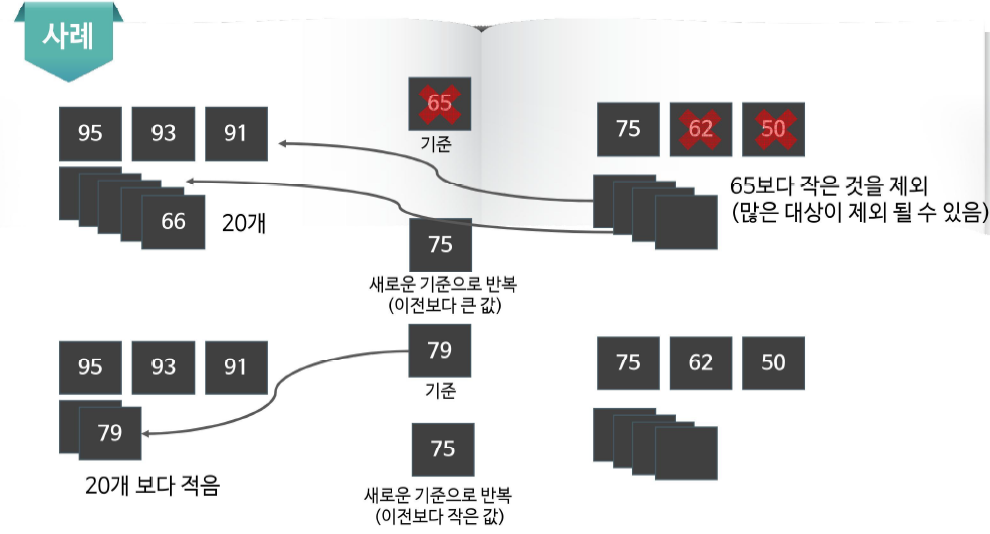 사례
95 93 91
65
기준
75 62 50
66
20개
65보다 작은 것을 제외
(많은 대상이 제외 될 수 있음)
75
새로운 기준으로 반복
(이전보다 큰 값)
95 93 91
79
기준
75 62 50
79
20개 보다 적음
75
새로운 기준으로 반복
(이전보다 작은 값)